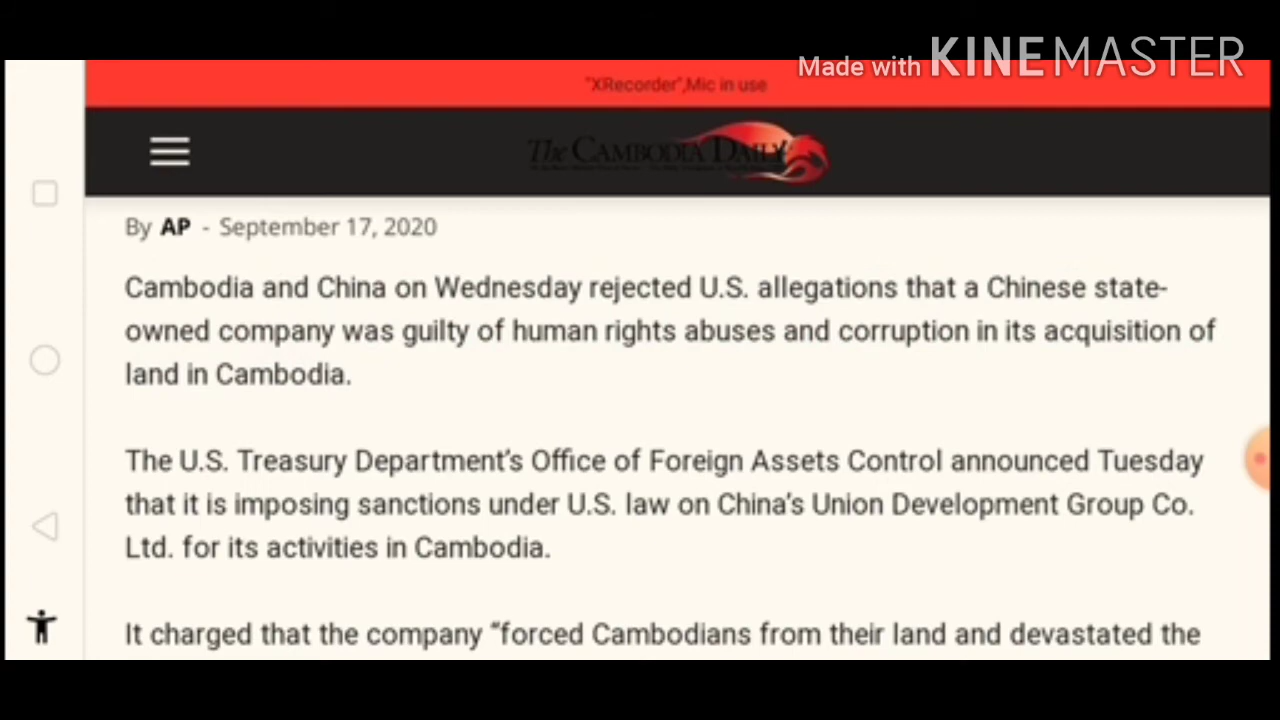 Made with KINEMASTER
"XRecorder",Mic in use
The CAMBODIA DAILY
By AP - September 17, 2020
Cambodia and China on Wednesday rejected U.S. allegations that a Chinese state-
owned company was guilty of human rights abuses and corruption in its acquisition of
land in Cambodia.
The U.S. Treasury Department's Office of Foreign Assets Control announced Tuesday
that it is imposing sanctions under U.S. law on China's Union Development Group Co.
Ltd. for its activities in Cambodia.
It charged that the company “forced Cambodians from their land and devastated the